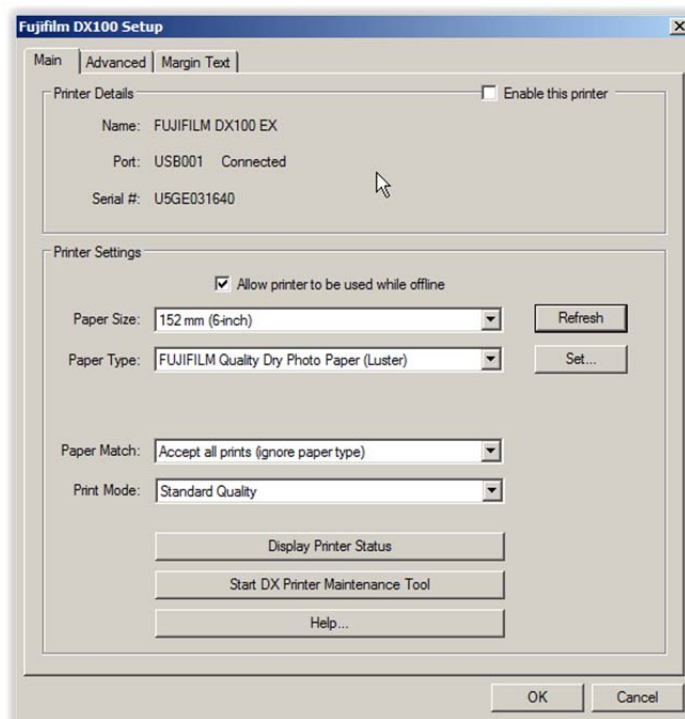 Fujifilm DX100 Setup
Main Advanced Margin Text
Printer Details Enable this printer
Name: FUJIFILM DX100 EX
Port: USB001 Connected
Serial #: U5GE031640
Printer Settings
Allow printer to be used while offline
Paper Size: 152 mm (6-inch) Refresh
Paper Type: FUJIFILM Quality Dry Photo Paper (Luster) Set...
Paper Match: Accept all prints (ignore paper type)
Print Mode: Standard Quality
Display Printer Status
Start DX Printer Maintenance Tool
Help...
OK Cancel